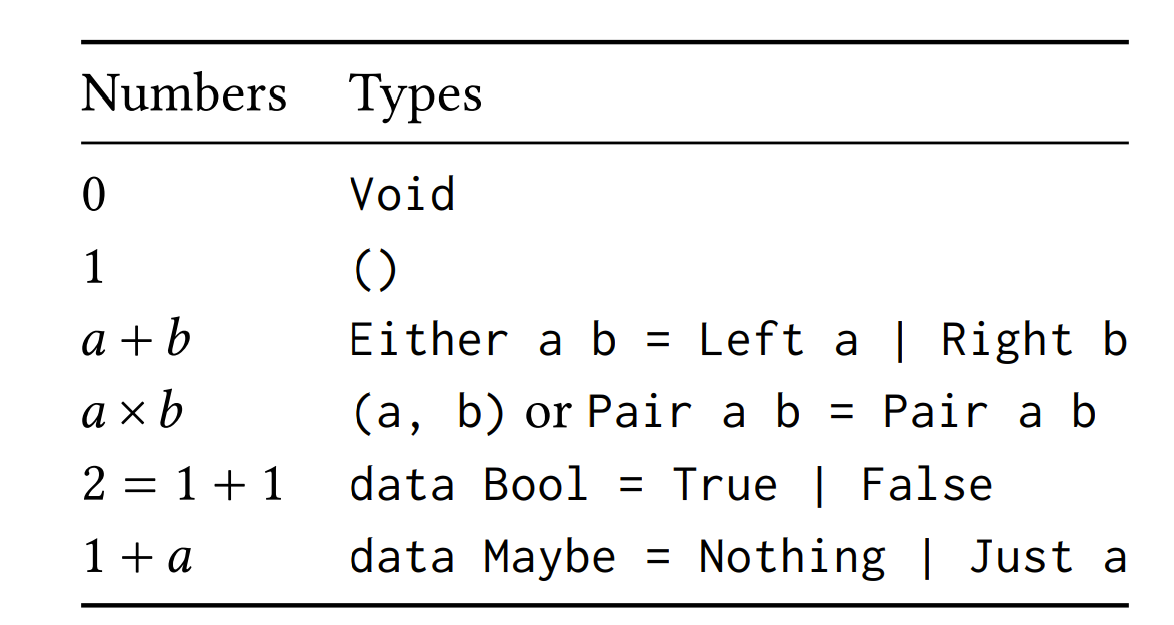 Numbers Types
0 Void
1 ()
a + b Either a b = Left a | Right b
a × b (a, b) or Pair a b = Pair a b
2 = 1 + 1 data Bool = True | False
1 + a data Maybe = Nothing | Just a